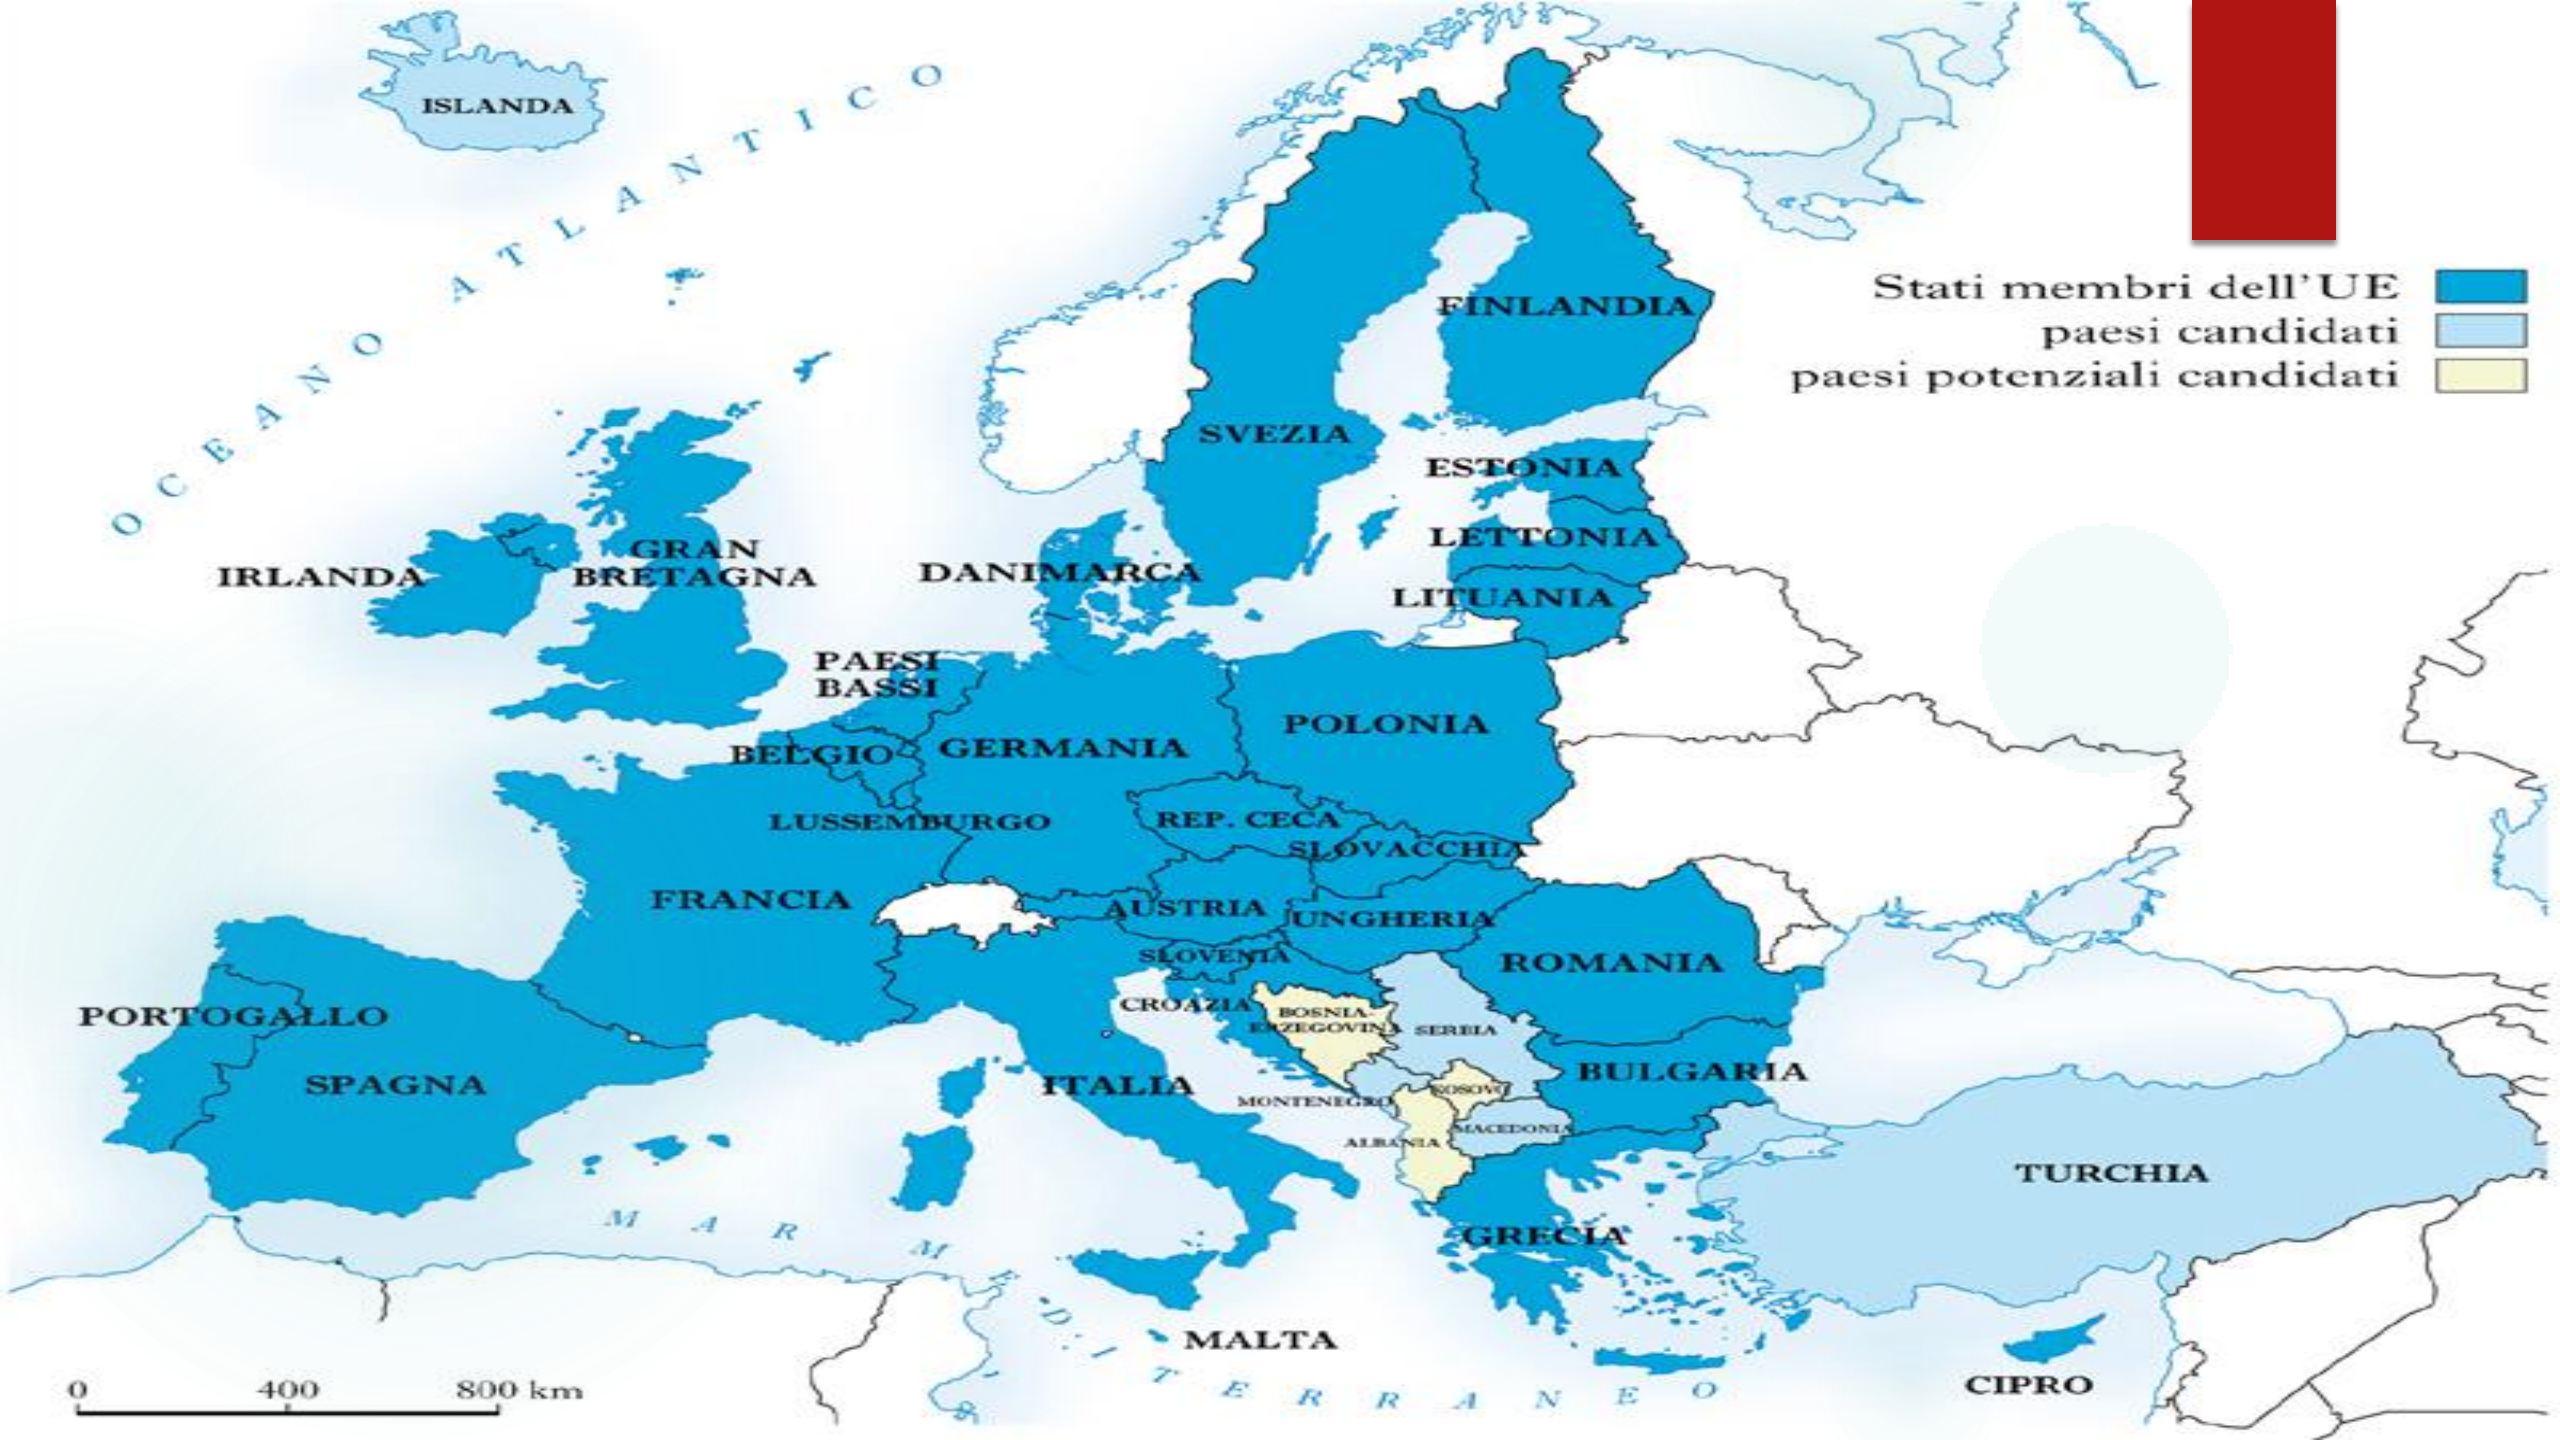 ISLANDA
OCEANO ATLANTICO
Stati membri dell'UE
paesi candidati
paesi potenziali candidati
FINLANDIA
SVEZIA
ESTONIA
LETTONIA
LITUANIA
IRLANDA
GRAN
BRETAGNA
DANIMARCA
PAESI
BASSI
BELGIO
GERMANIA
POLONIA
LUSSEMBURGO
REP. CECA
SLOVACCHIA
FRANCIA
AUSTRIA
UNGHERIA
SLOVENIA
ROMANIA
CROAZIA
BOSNIA-
ERZEGOVINA
SERBIA
PORTOGALLO
SPAGNA
ITALIA
BULGARIA
MONTENEGRO
KOSOVO
MACEDONIA
ALBANIA
TURCHIA
GRECIA
MAR MEDITERRANEO
MALTA
CIPRO
0 400 800 km